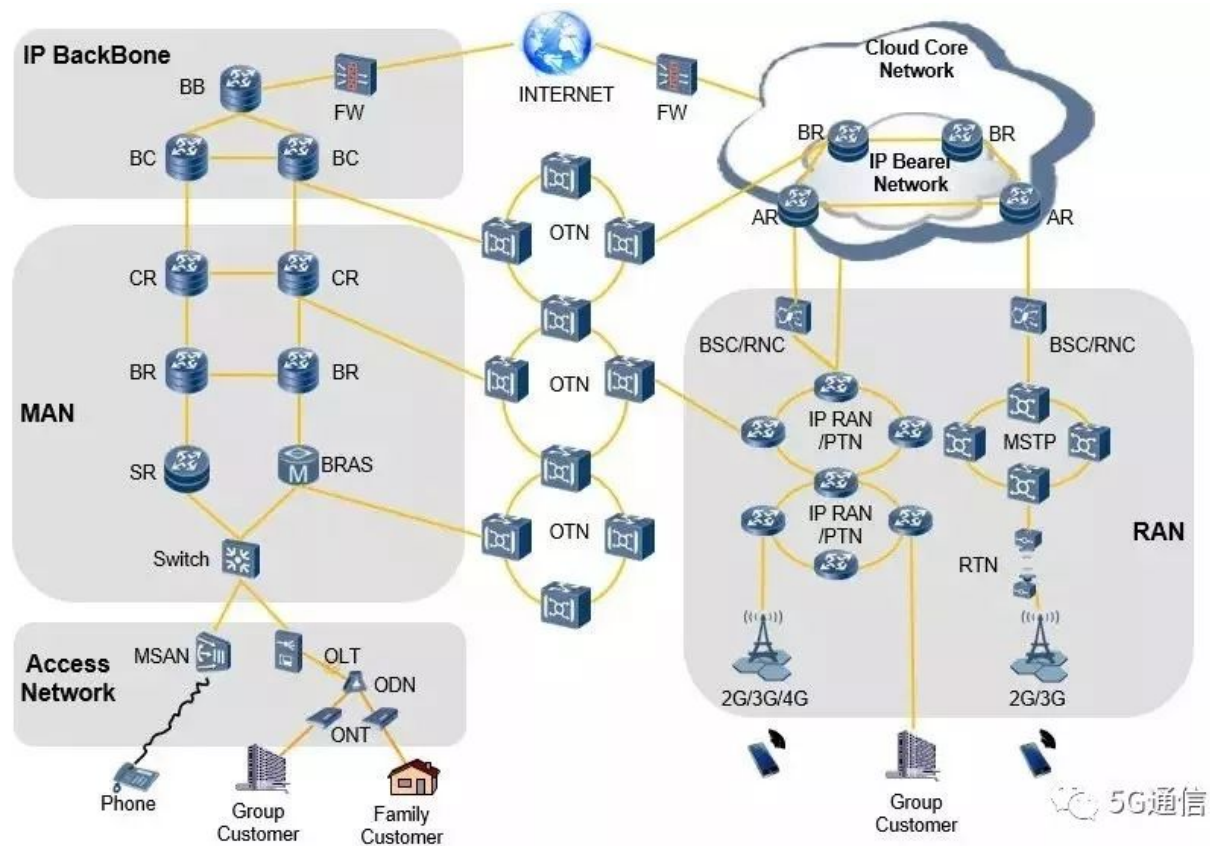 IP BackBone
BB
FW
INTERNET
FW
Cloud Core
Network
BC
BC
BR
BR
IP Bearer
Network
AR
AR
OTN
CR
CR
BSC/RNC
BSC/RNC
BR
BR
OTN
MAN
IP RAN
/PTN
MSTP
SR
BRAS
M
IP RAN
/PTN
OTN
RAN
Switch
RTN
MSAN
OLT
Access
Network
ODN
2G/3G/4G
2G/3G
ONT
Phone
Group
Customer
Family
Customer
Group
Customer
5G通信